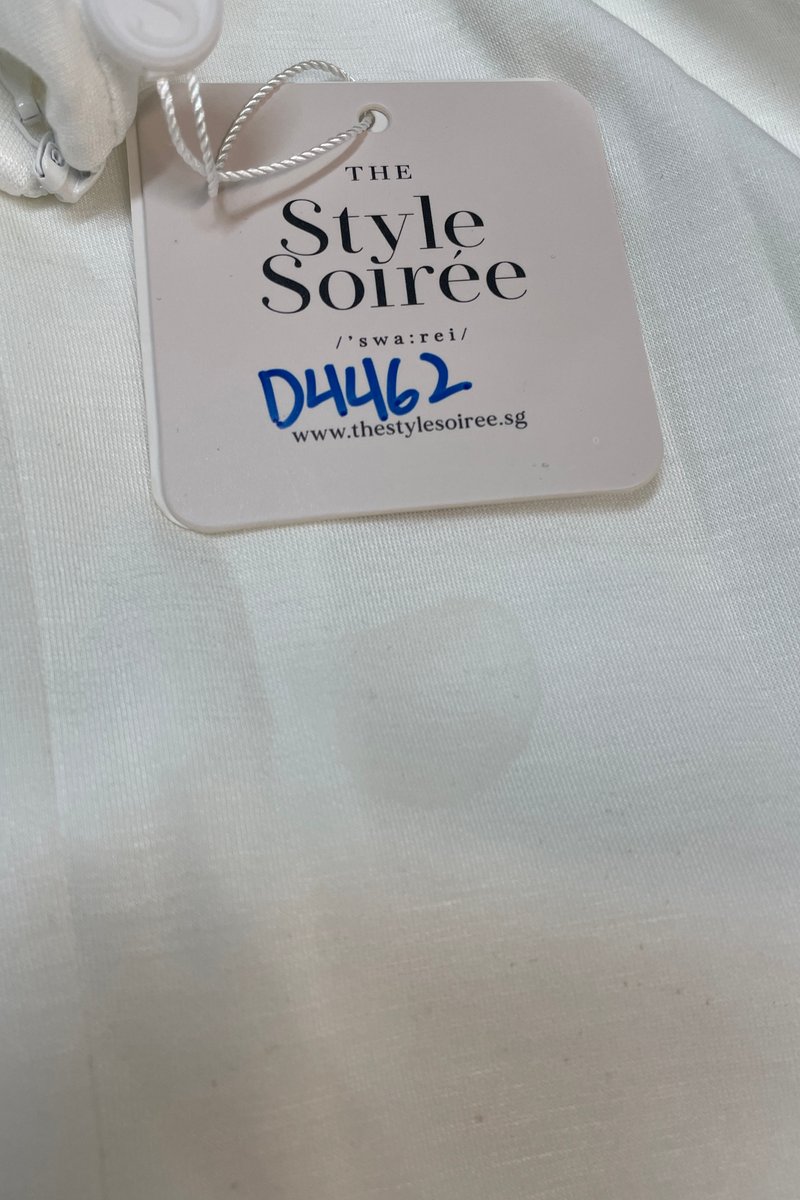 THE
Style
Soirée
/'swa:rei/
D4462
www.thestylesoiree.sg